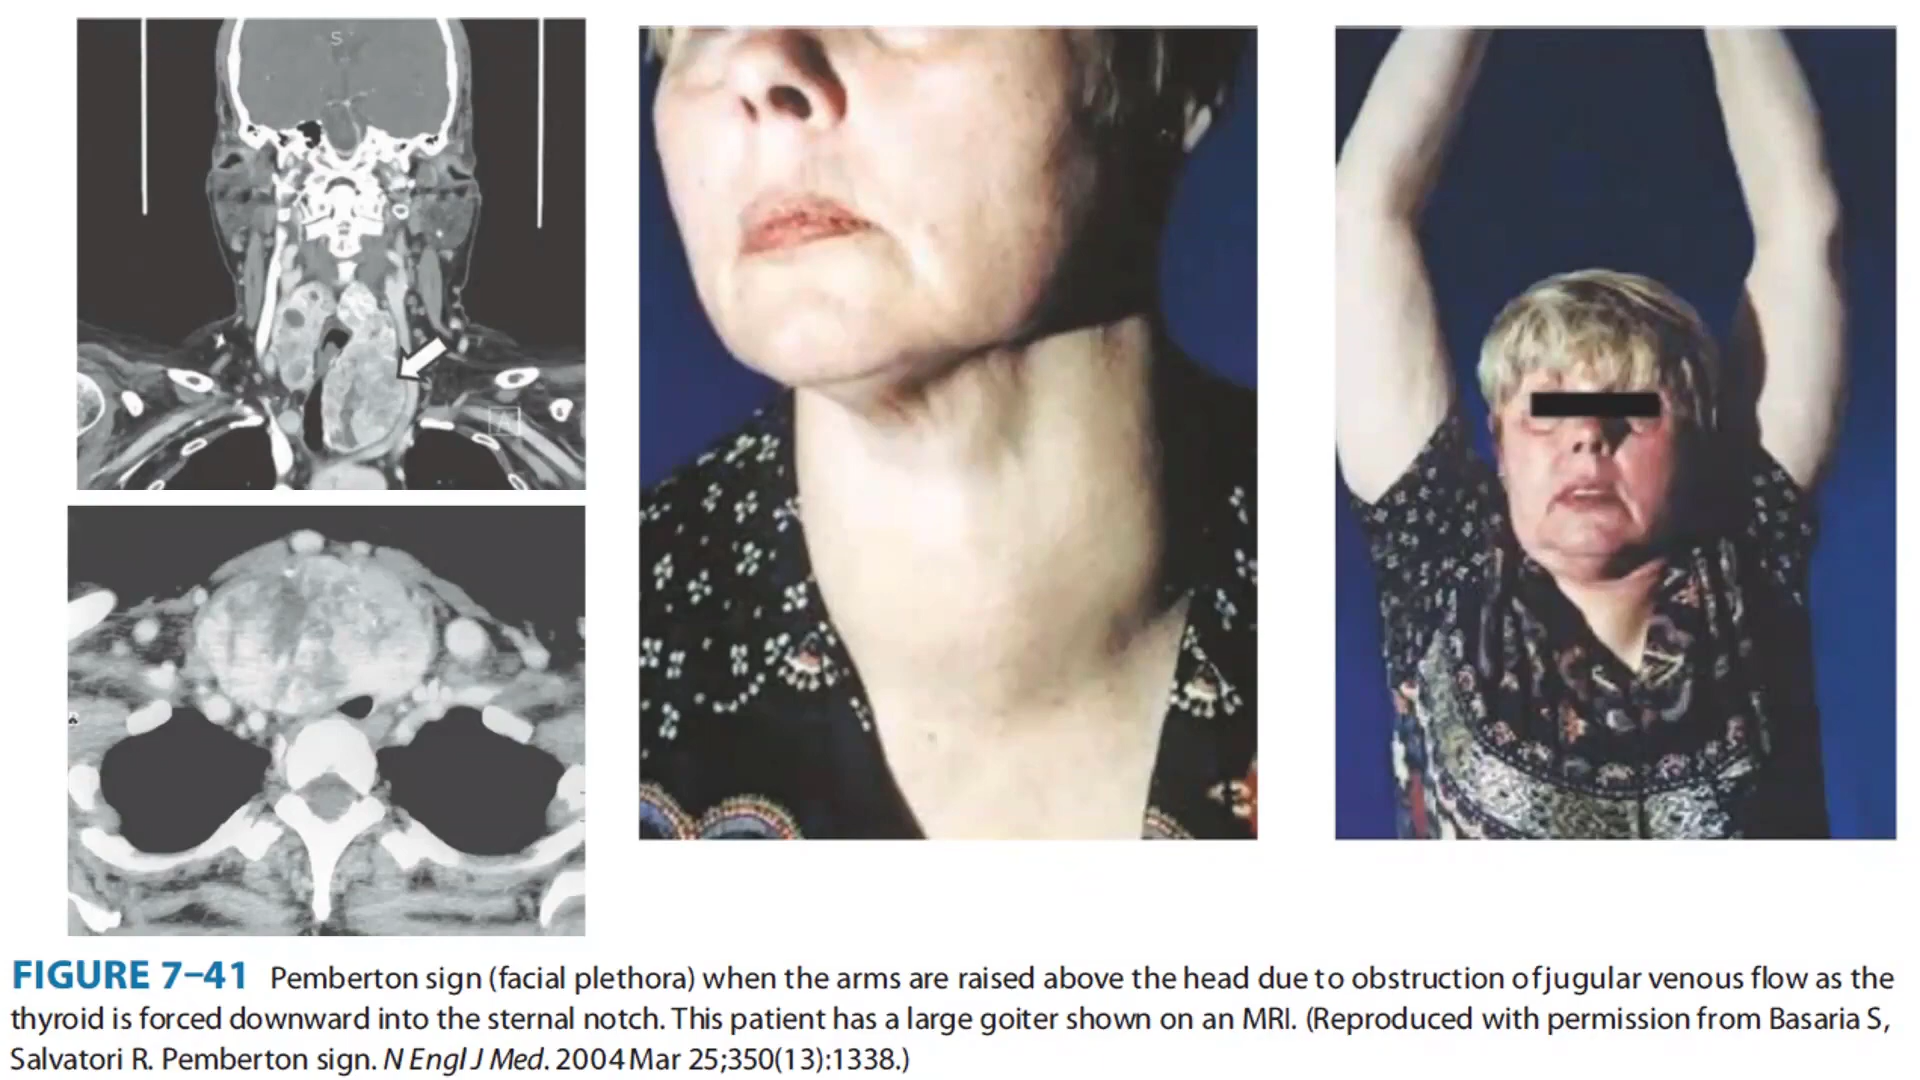 S
A
FIGURE 7–41 Pemberton sign (facial plethora) when the arms are raised above the head due to obstruction of jugular venous flow as the
thyroid is forced downward into the sternal notch. This patient has a large goiter shown on an MRI. (Reproduced with permission from Basaria S,
Salvatori R. Pemberton sign. N Engl J Med. 2004 Mar 25;350(13):1338.)